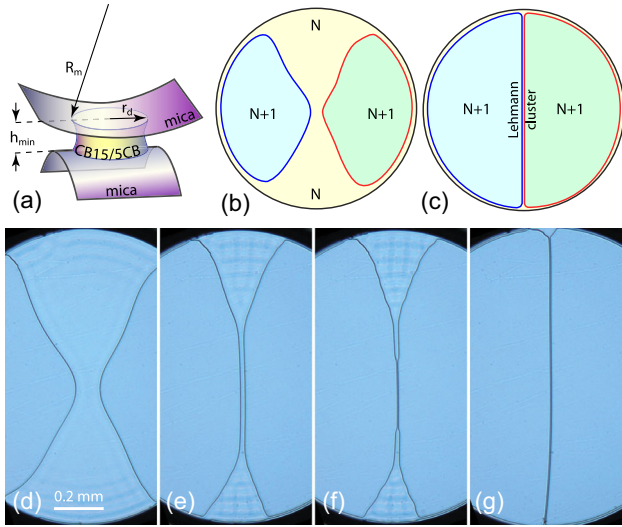 R_m
r_d
mica
h_min
CB15/5CB
mica
(a)
N
N+1
N+1
N
(b)
N+1
Lehmann
cluster
N+1
(c)
(d)
0.2 mm
(e)
(f)
(g)